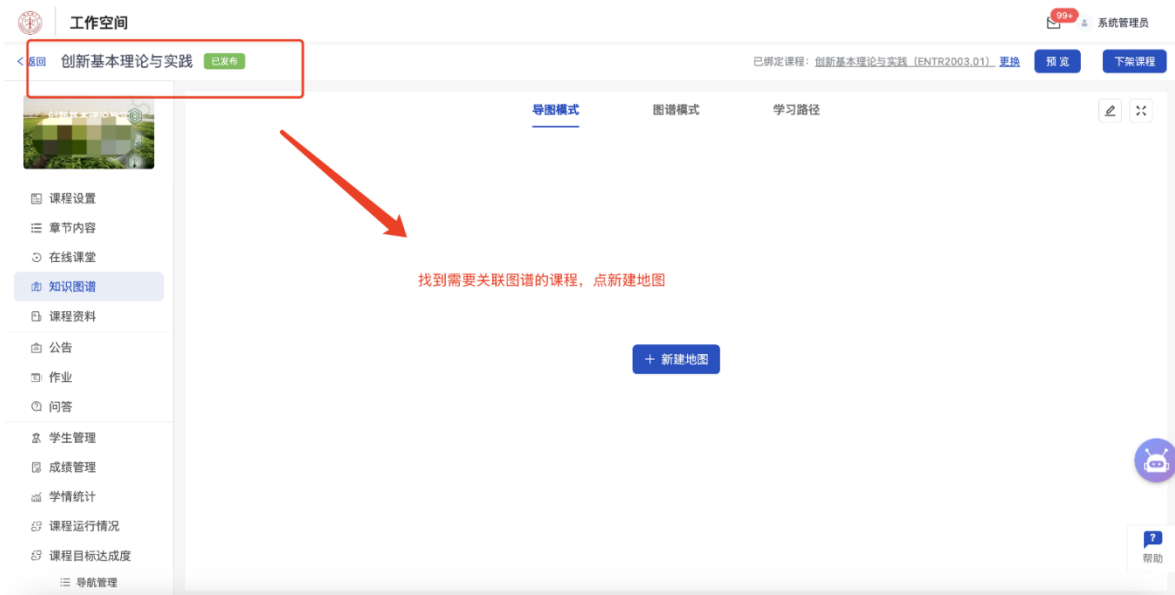 工作空间
99+
系统管理员
< 返回 创新基本理论与实践 已发布
已绑定课程：创新基本理论与实践（ENTR2003.01） 更换 预 览 下架课程
导图模式 图谱模式 学习路径
课程设置
章节内容
在线课堂
知识图谱
课程资料
公告
作业
问答
学生管理
成绩管理
学情统计
课程运行情况
课程目标达成度
导航管理
找到需要关联图谱的课程，点新建地图
+ 新建地图
?
帮助